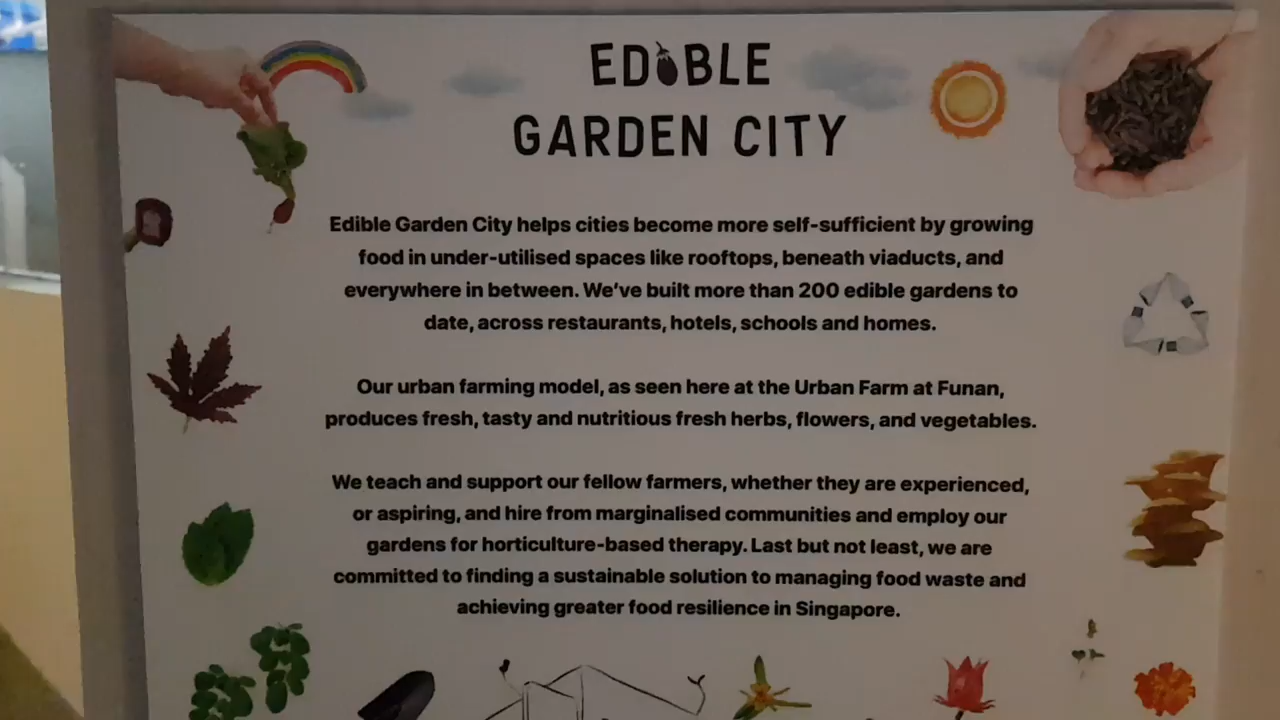 EDIBLE
GARDEN CITY
Edible Garden City helps cities become more self-sufficient by growing
food in under-utilised spaces like rooftops, beneath viaducts, and
everywhere in between. We've built more than 200 edible gardens to
date, across restaurants, hotels, schools and homes.
Our urban farming model, as seen here at the Urban Farm at Funan,
produces fresh, tasty and nutritious fresh herbs, flowers, and vegetables.
We teach and support our fellow farmers, whether they are experienced,
or aspiring, and hire from marginalised communities and employ our
gardens for horticulture-based therapy. Last but not least, we are
committed to finding a sustainable solution to managing food waste and
achieving greater food resilience in Singapore.